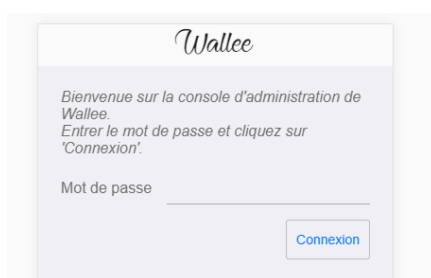 Wallee
Bienvenue sur la console d'administration de
Wallee.
Entrer le mot de passe et cliquez sur
'Connexion'.
Mot de passe
Connexion